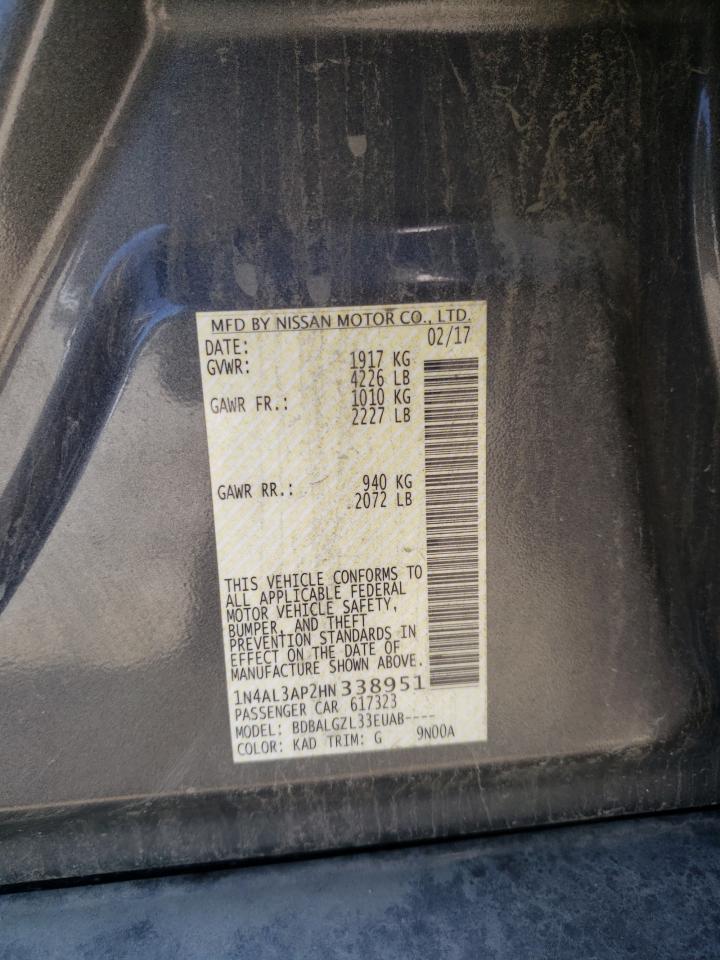 MFD BY NISSAN MOTOR CO., LTD.
DATE: 02/17
GVWR: 1917 KG
4226 LB
GAWR FR.: 1010 KG
2227 LB
GAWR RR.: 940 KG
2072 LB
THIS VEHICLE CONFORMS TO
ALL APPLICABLE FEDERAL
MOTOR VEHICLE SAFETY,
BUMPER, AND THEFT
PREVENTION STANDARDS IN
EFFECT ON THE DATE OF
MANUFACTURE SHOWN ABOVE.
1N4AL3AP2HN338951
PASSENGER CAR 617323
MODEL: BDBALGZL33EUAB----
COLOR: KAD TRIM: G 9N00A